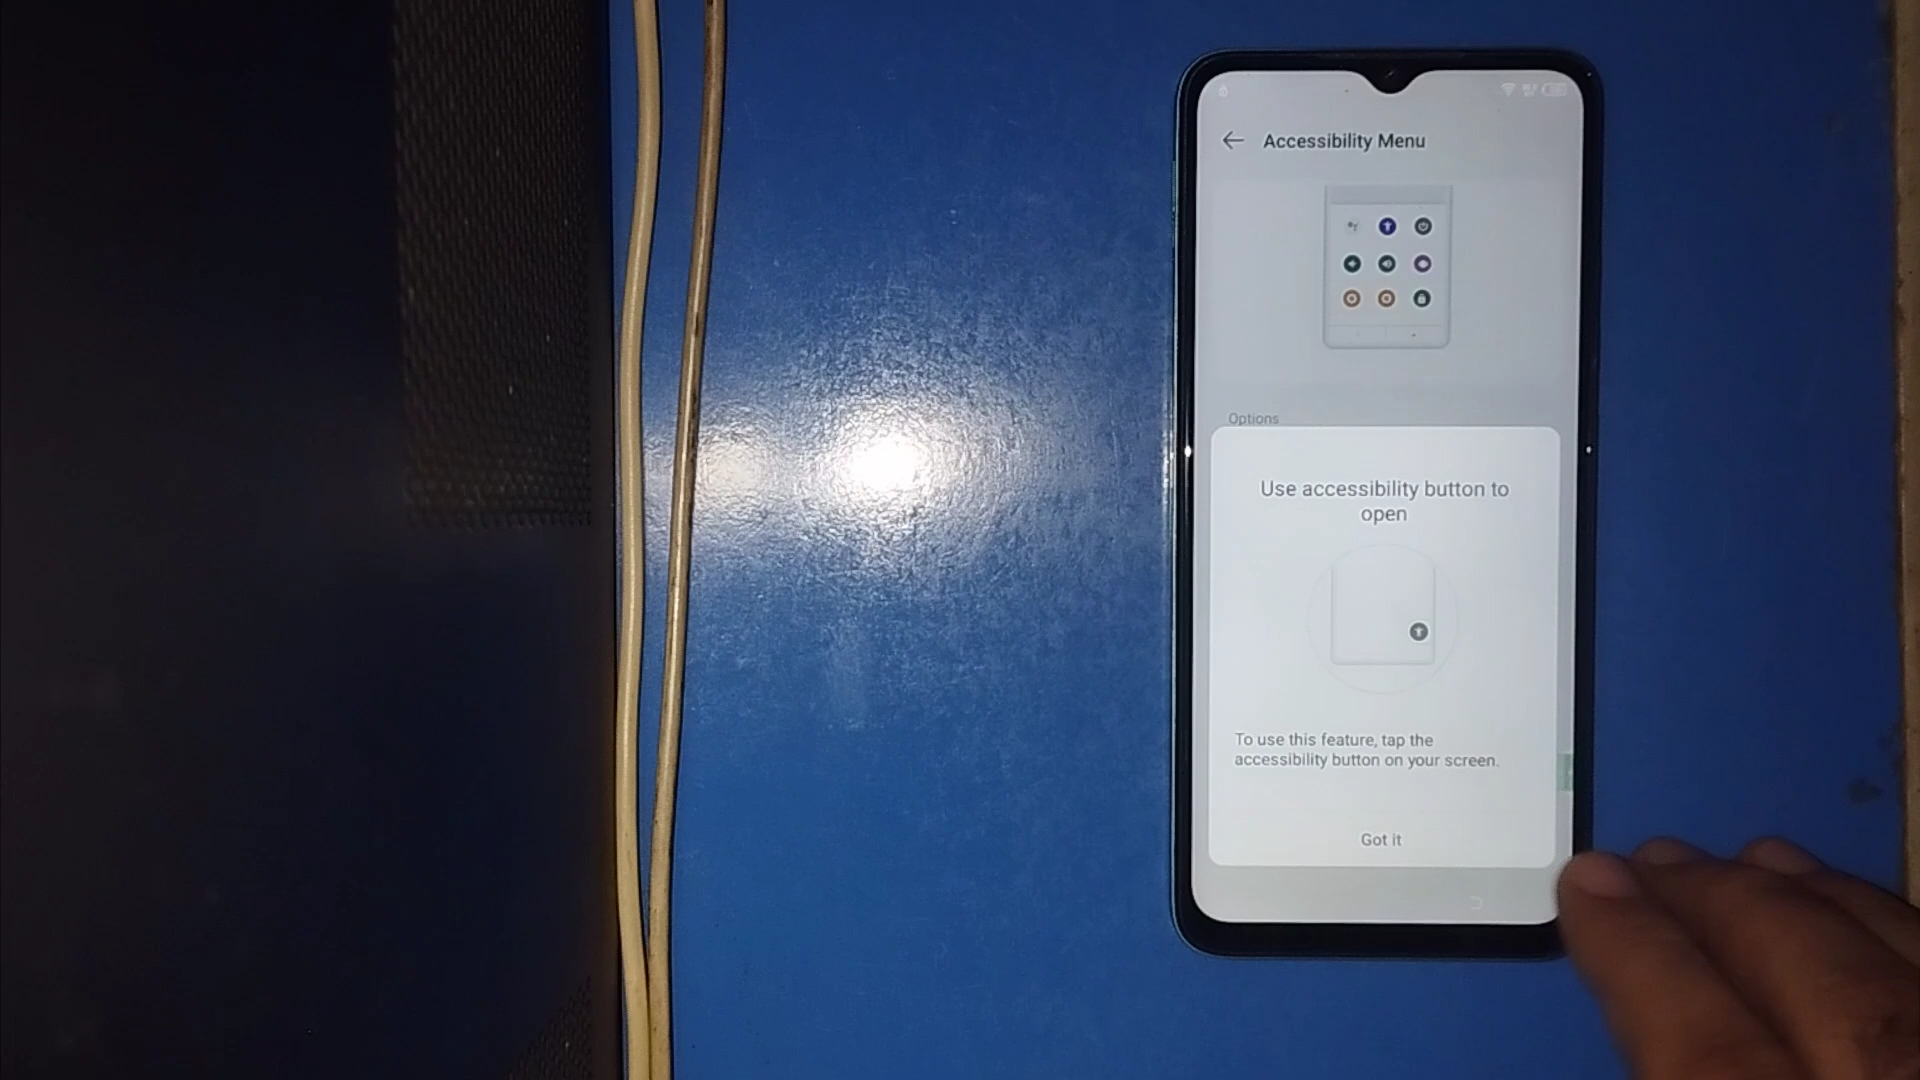 Accessibility Menu
Options
Use accessibility button to
open
To use this feature, tap the
accessibility button on your screen.
Got it